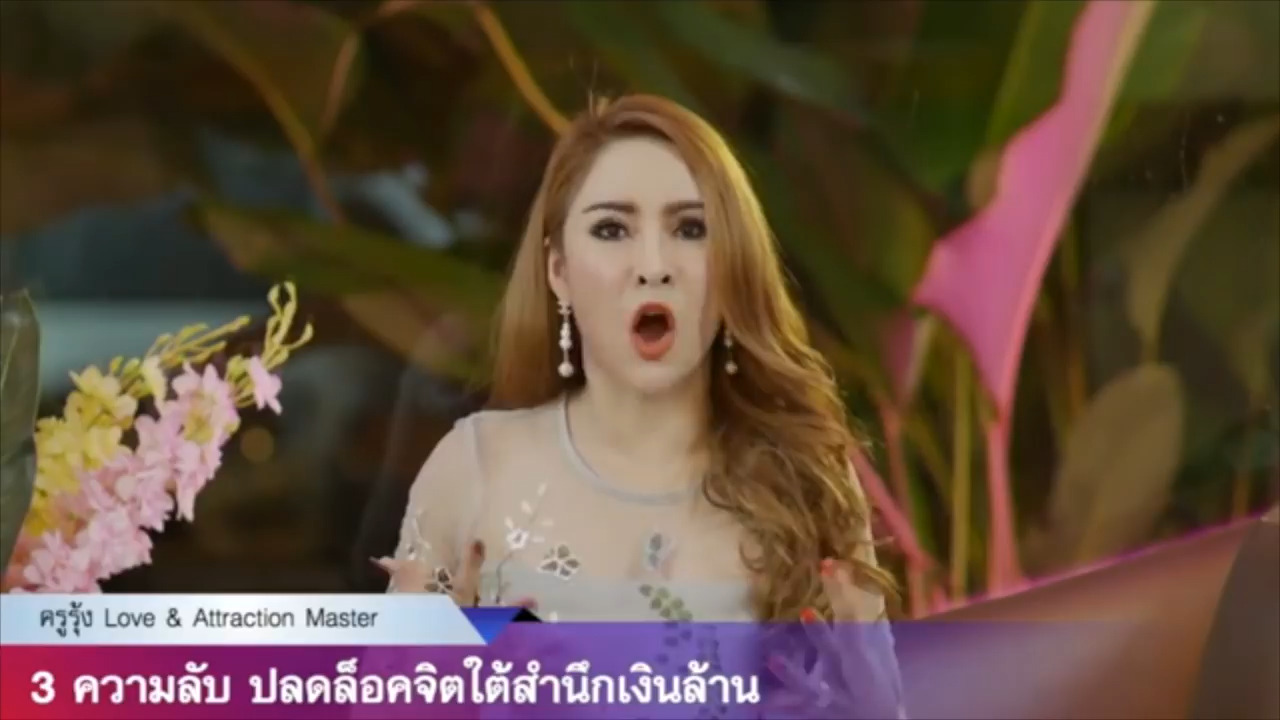 ครูรุ้ง Love & Attraction Master
3 ความลับ ปลดล็อคจิตใต้สำนึกเงินล้าน